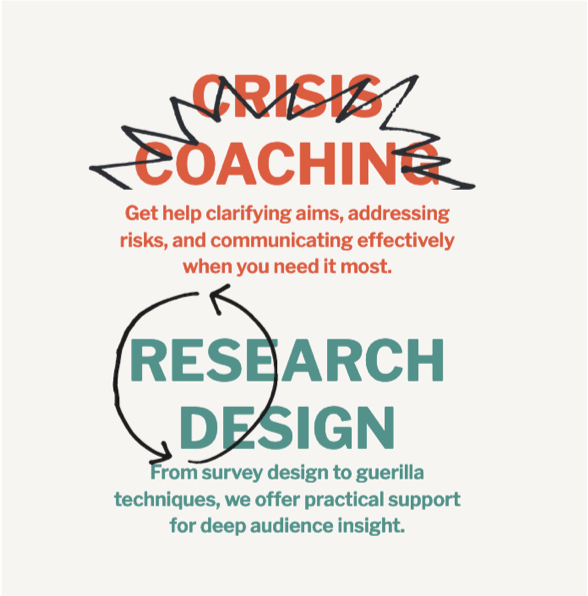 CRISIS
COACHING
Get help clarifying aims, addressing
risks, and communicating effectively
when you need it most.
RESEARCH
DESIGN
From survey design to guerilla
techniques, we offer practical support
for deep audience insight.